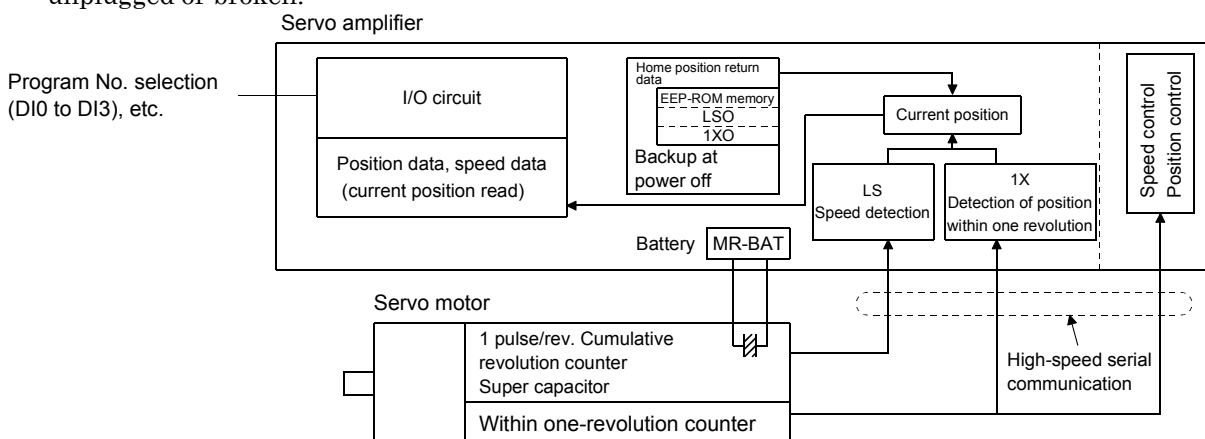 unplugged or broken.
Servo amplifier
Program No. selection
(DI0 to DI3), etc.
I/O circuit
Position data, speed data
(current position read)
Home position return
data
EEP-ROM memory
LSO
1XO
Backup at
power off
Current position
LS
Speed detection
1X
Detection of position
within one revolution
Speed control
Position control
Battery
MR-BAT
Servo motor
1 pulse/rev. Cumulative
revolution counter
Super capacitor
Within one-revolution counter
High-speed serial
communication